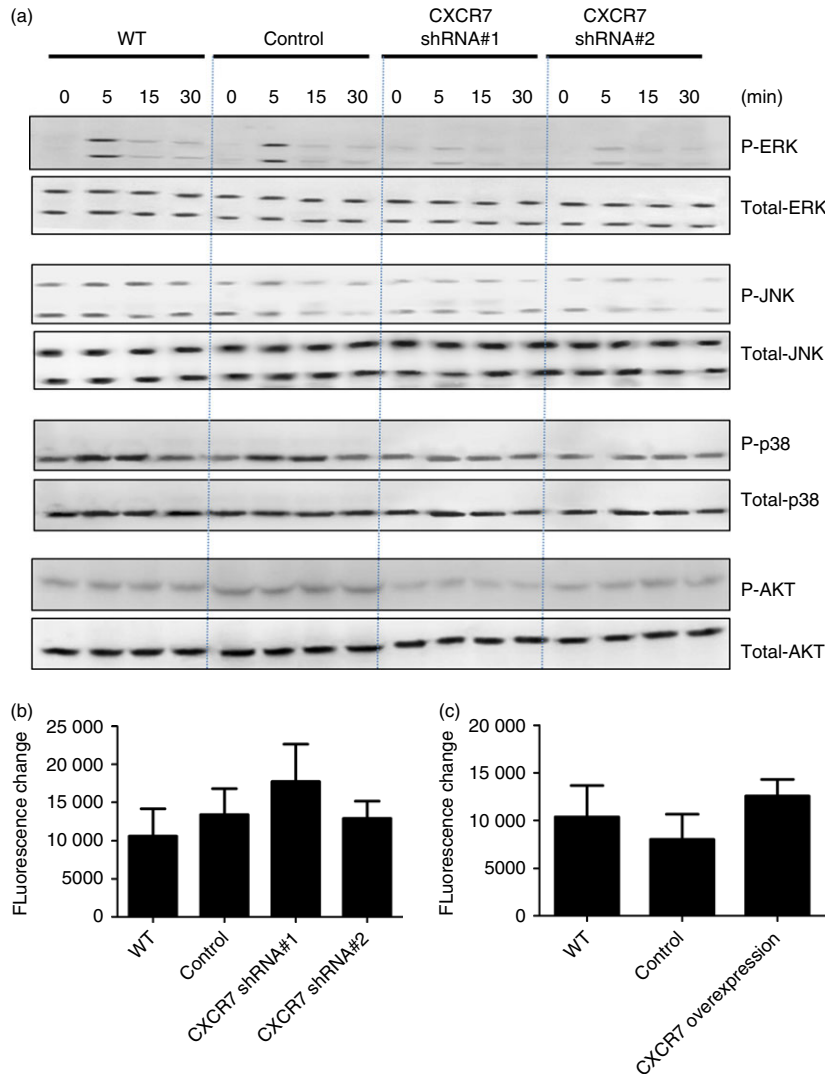 (a)
WT Control CXCR7 shRNA#1 CXCR7 shRNA#2
0 5 15 30 0 5 15 30 0 5 15 30 0 5 15 30 (min)
P-ERK
Total-ERK
P-JNK
Total-JNK
P-p38
Total-p38
P-AKT
Total-AKT
(b)
FLuorescence change
25 000
20 000
15 000
10 000
5000
0
WT
Control
CXCR7 shRNA#1
CXCR7 shRNA#2
(c)
FLuorescence change
20 000
15 000
10 000
5000
0
WT
Control
CXCR7 overexpression